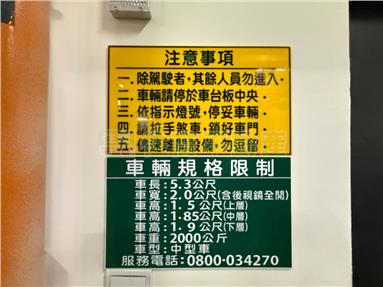 注意事項
一. 除駕駛者,其餘人員勿進入.
二. 車輛請停於車台板中央.
三. 依指示燈號,停妥車輛.
四. 請拉手煞車,鎖好車門.
五. 儘速離開設備,勿逗留.
車輛規格限制
車長:5.3公尺
車寬:2.0公尺(含後視鏡全開)
車高:1.5公尺(上層)
車高:1.85公尺(中層)
車高:1.9公尺(下層)
車重:2000公斤
車型:中型車
服務電話:0800-034270